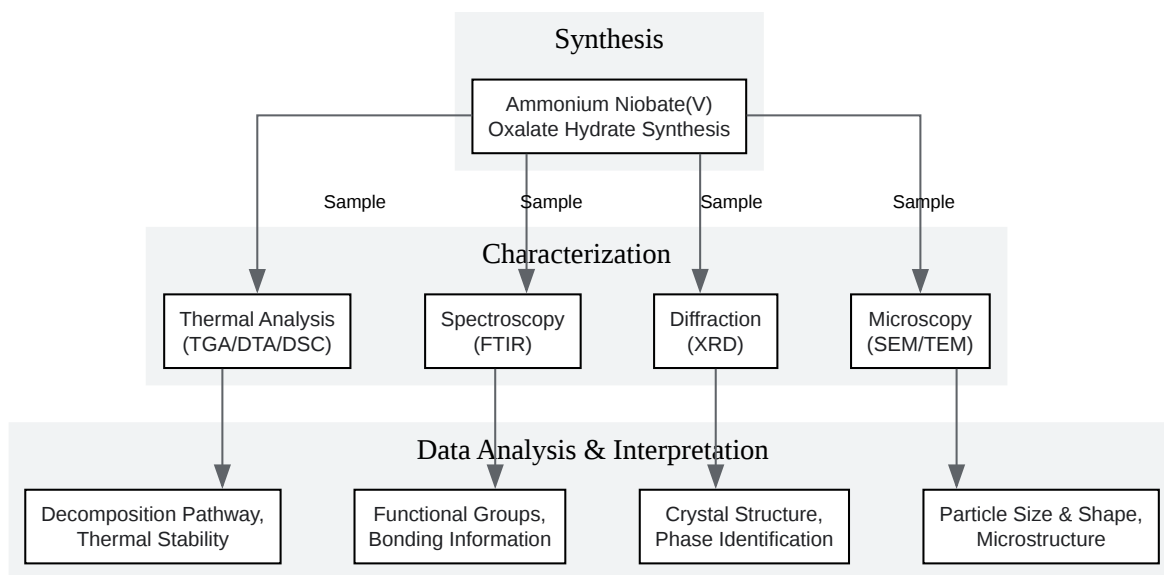 Synthesis
Ammonium Niobate(V)
Oxalate Hydrate Synthesis
Sample
Sample
Sample
Sample
Characterization
Thermal Analysis
(TGA/DTA/DSC)
Spectroscopy
(FTIR)
Diffraction
(XRD)
Microscopy
(SEM/TEM)
Data Analysis & Interpretation
Decomposition Pathway,
Thermal Stability
Functional Groups,
Bonding Information
Crystal Structure,
Phase Identification
Particle Size & Shape,
Microstructure